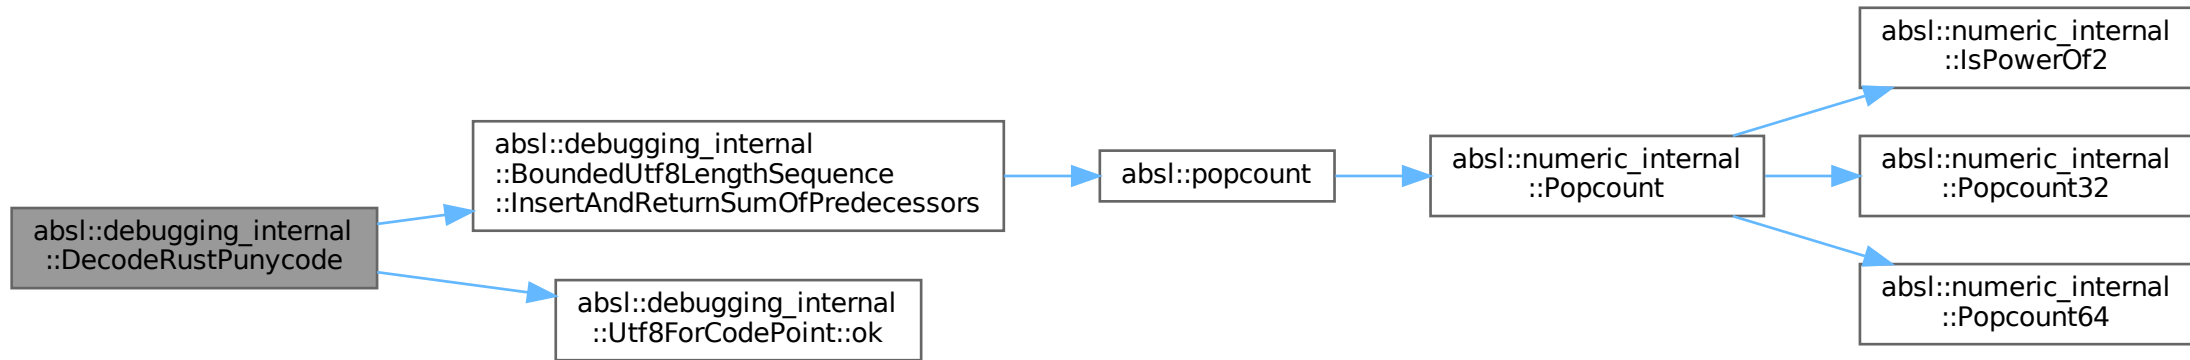 absl::debugging_internal
::DecodeRustPunycode
absl::debugging_internal
::BoundedUtf8LengthSequence
::InsertAndReturnSumOfPredecessors
absl::debugging_internal
::Utf8ForCodePoint::ok
absl::popcount
absl::numeric_internal
::Popcount
absl::numeric_internal
::IsPowerOf2
absl::numeric_internal
::Popcount32
absl::numeric_internal
::Popcount64